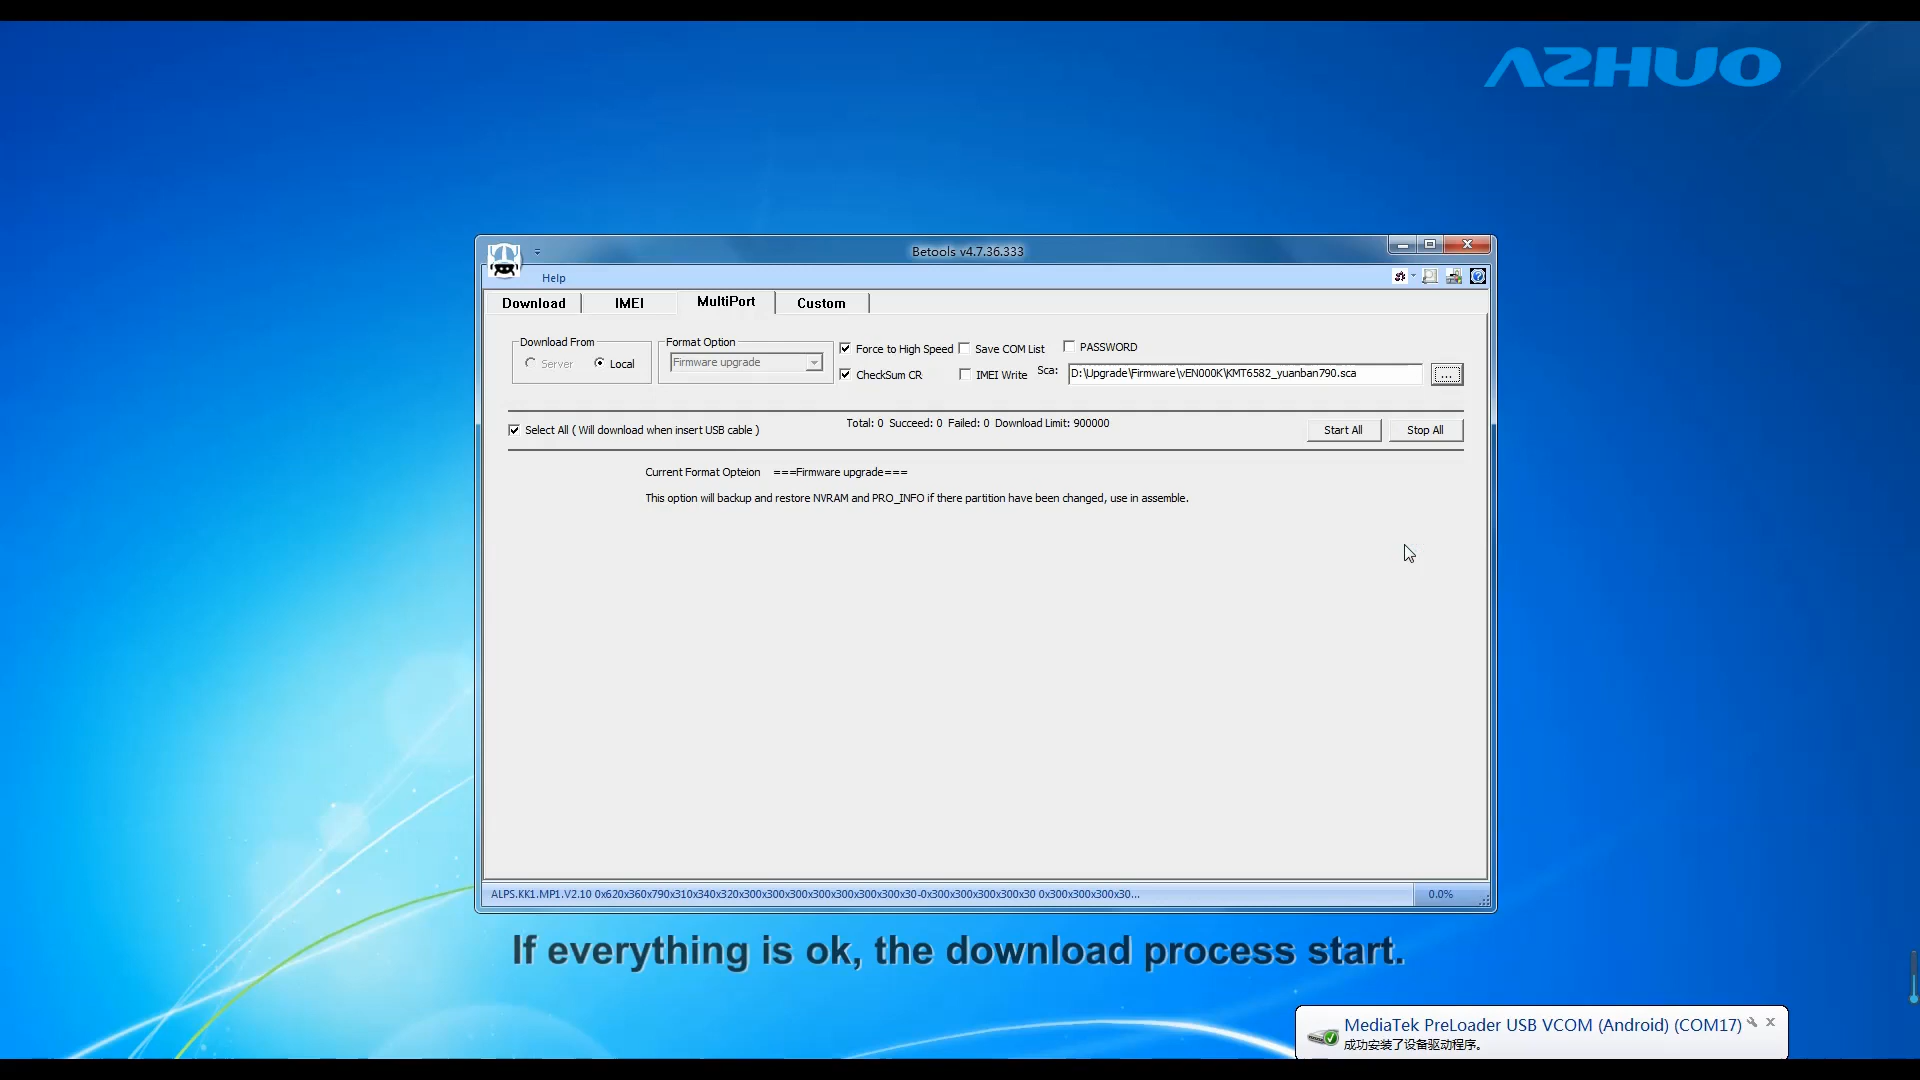 AZHUO
Betools v4.7.36.333
Help
Download IMEI MultiPort Custom
Download From
Server Local
Format Option
Firmware upgrade
Force to High Speed Save COM List PASSWORD
CheckSum CR IMEI Write Sca: D:\Upgrade\Firmware\vEN000K\KMT6582_yuanban790.sca ...
Select All ( Will download when insert USB cable ) Total: 0 Succeed: 0 Failed: 0 Download Limit: 900000 Start All Stop All
Current Format Opteion ===Firmware upgrade===
This option will backup and restore NVRAM and PRO_INFO if there partition have been changed, use in assemble.
ALPS.KK1.MP1.V2.10 0x620x360x790x310x340x320x300x300x300x300x300x300x300x30-0x300x300x300x300x30 0x300x300x300x30... 0.0%
If everything is ok, the download process start.
MediaTek PreLoader USB VCOM (Android) (COM17)
成功安装了设备驱动程序。